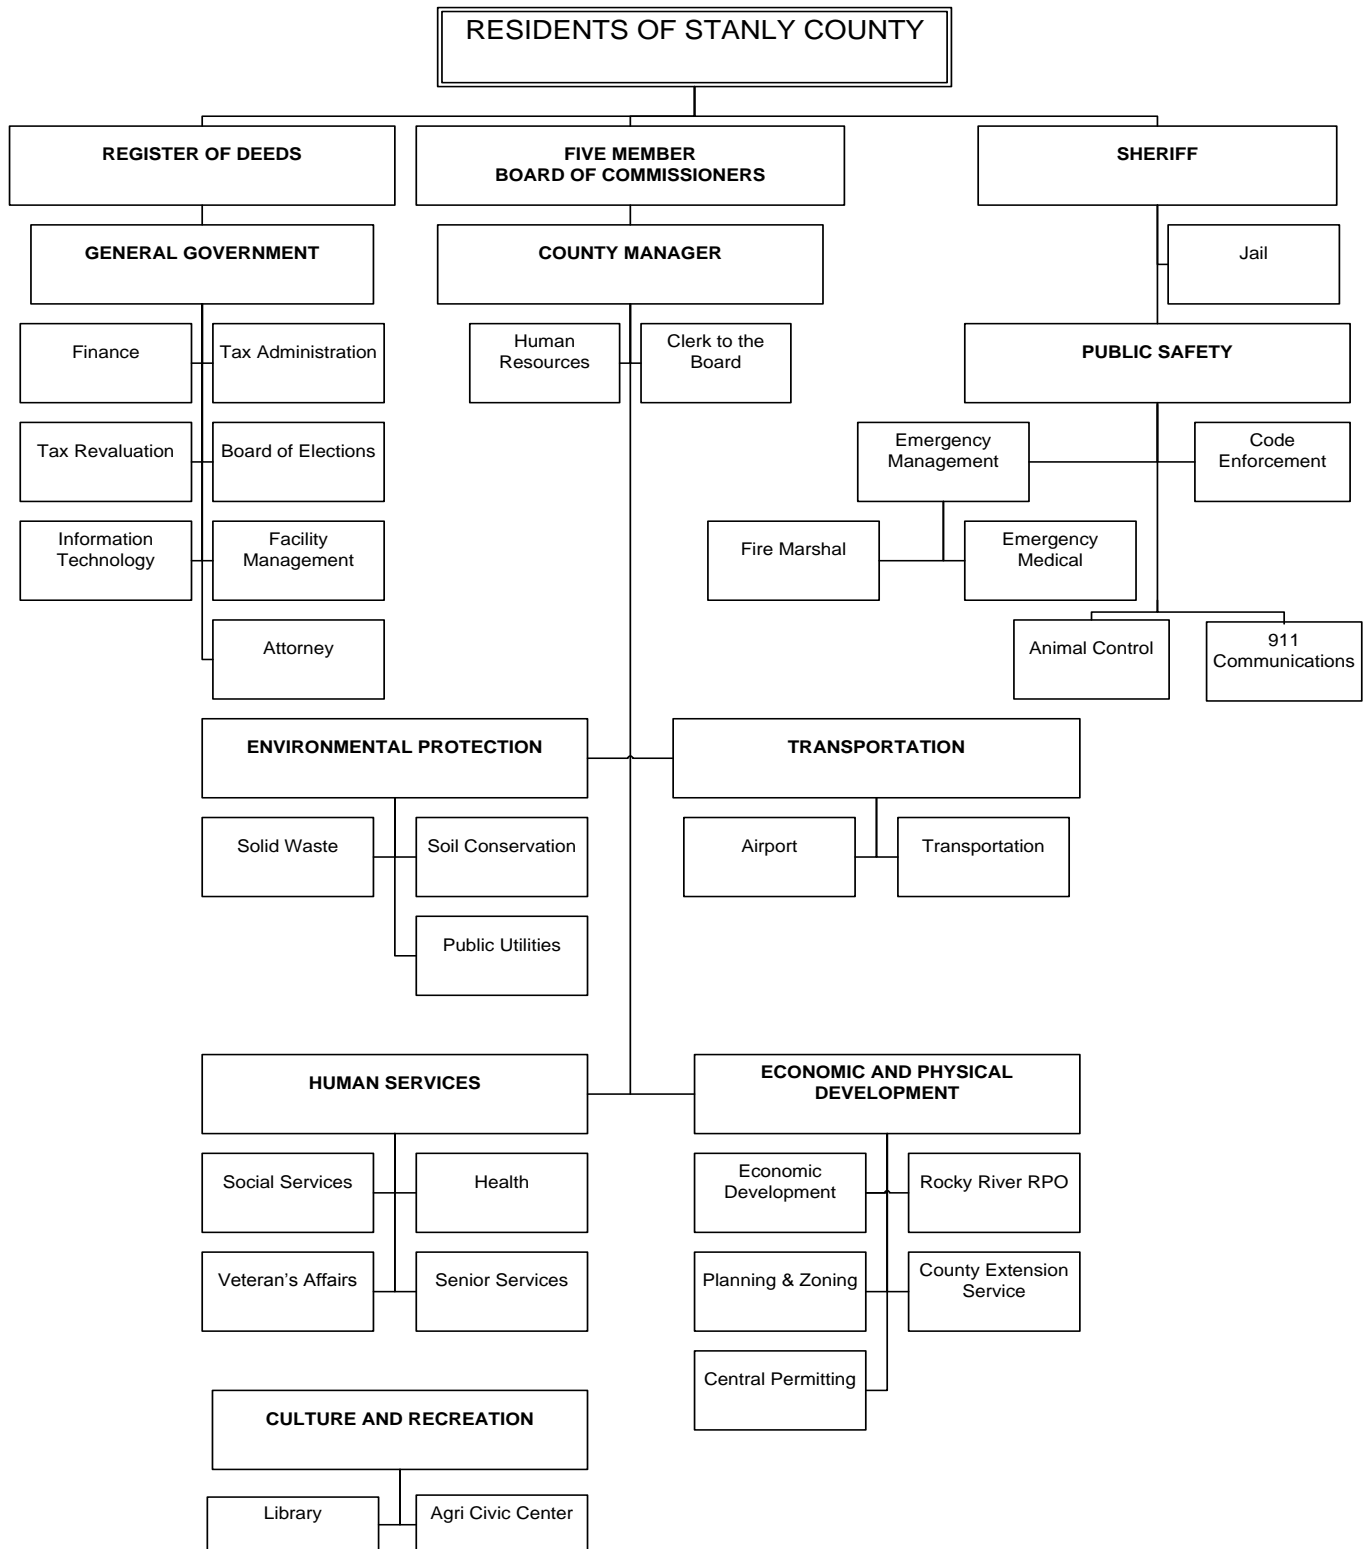 RESIDENTS OF STANLY COUNTY
REGISTER OF DEEDS
FIVE MEMBER
BOARD OF COMMISSIONERS
SHERIFF
GENERAL GOVERNMENT
COUNTY MANAGER
Jail
Finance
Tax Administration
Human
Resources
Clerk to the
Board
PUBLIC SAFETY
Tax Revaluation
Board of Elections
Emergency
Management
Code
Enforcement
Information
Technology
Facility
Management
Fire Marshal
Emergency
Medical
Attorney
Animal Control
911
Communications
ENVIRONMENTAL PROTECTION
TRANSPORTATION
Solid Waste
Soil Conservation
Airport
Transportation
Public Utilities
HUMAN SERVICES
ECONOMIC AND PHYSICAL
DEVELOPMENT
Social Services
Health
Economic
Development
Rocky River RPO
Veteran's Affairs
Senior Services
Planning & Zoning
County Extension
Service
Central Permitting
CULTURE AND RECREATION
Library
Agri Civic Center